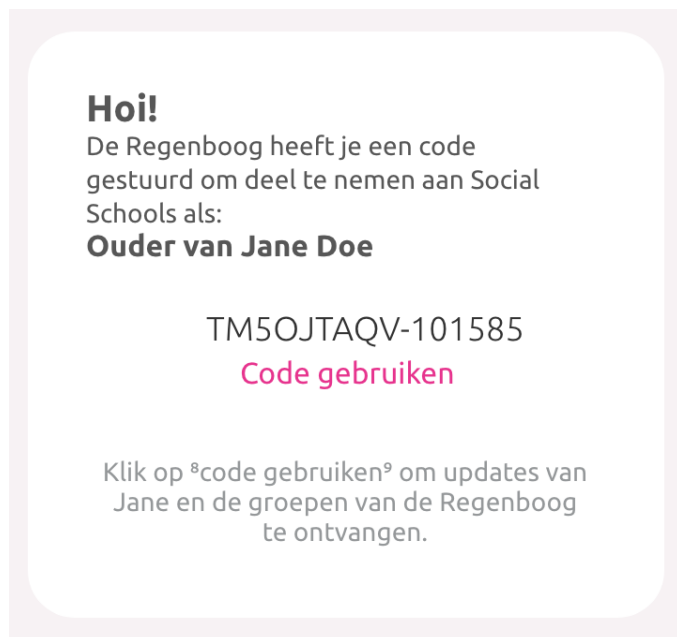 Hoi!
De Regenboog heeft je een code
gestuurd om deel te nemen aan Social
Schools als:
Ouder van Jane Doe
TM5OJTAQV-101585
Code gebruiken
Klik op ⁸code gebruiken⁹ om updates van
Jane en de groepen van de Regenboog
te ontvangen.